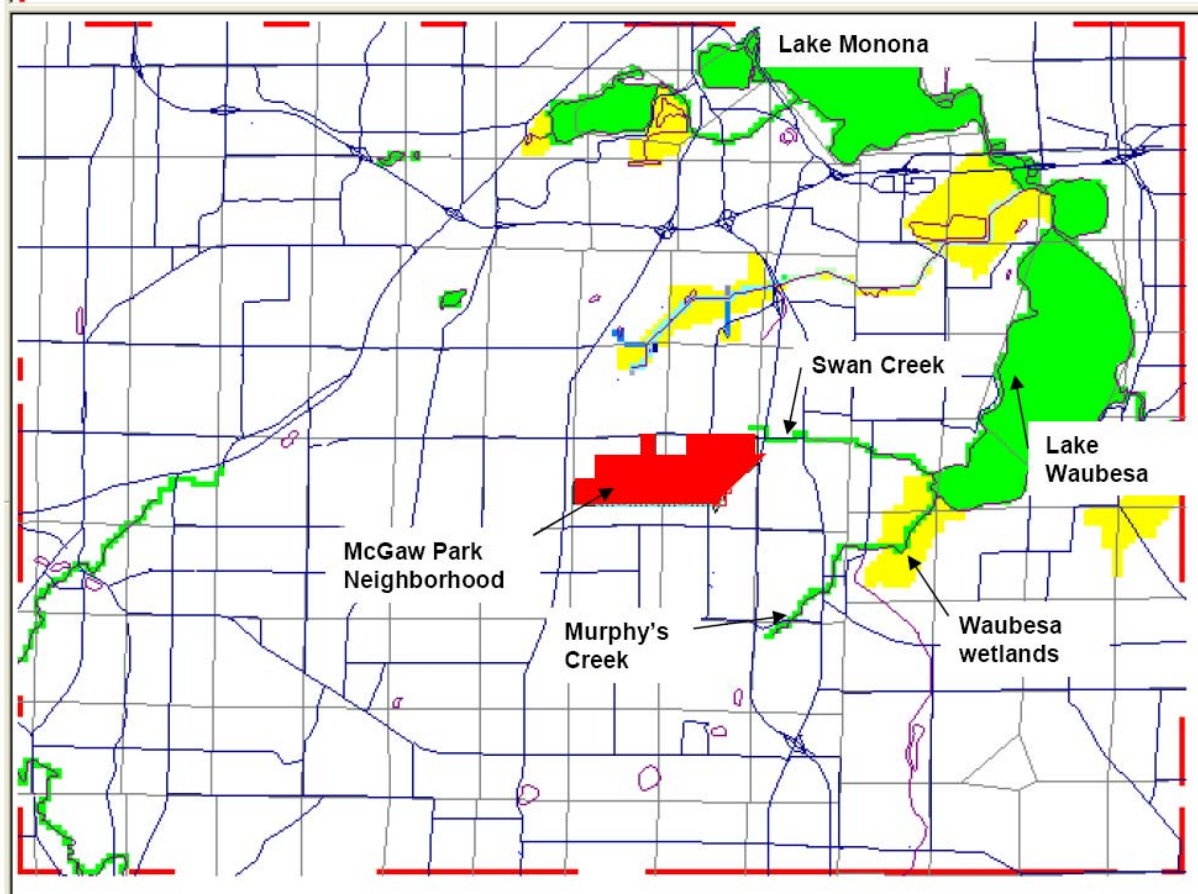 Lake Monona
Swan Creek
Lake
Waubesa
McGaw Park
Neighborhood
Murphy's
Creek
Waubesa
wetlands